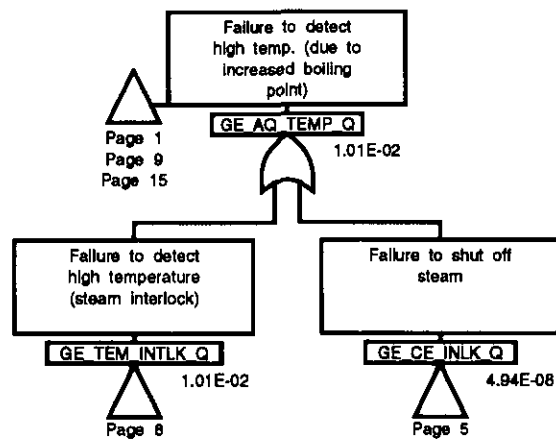 Failure to detect
high temp. (due to
increased boiling
point)
GE_AQ_TEMP_Q
1.01E-02
Page 1
Page 9
Page 15
Failure to detect
high temperature
(steam interlock)
GE_TEM_INTLK_Q
1.01E-02
Page 8
Failure to shut off
steam
GE_CE_INLK_Q
4.94E-08
Page 5